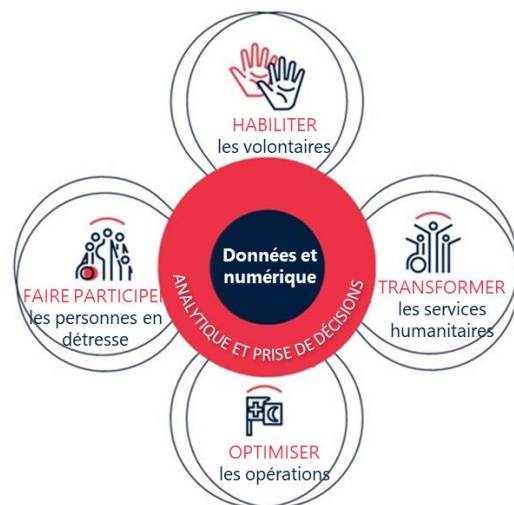 HABILITER
les volontaires
Données et
numérique
ANALYTIQUE ET PRISE DE DÉCISIONS
FAIRE PARTICIPE
les personnes en
détresse
TRANSFORMER
les services
humanitaires
OPTIMISER
les opérations